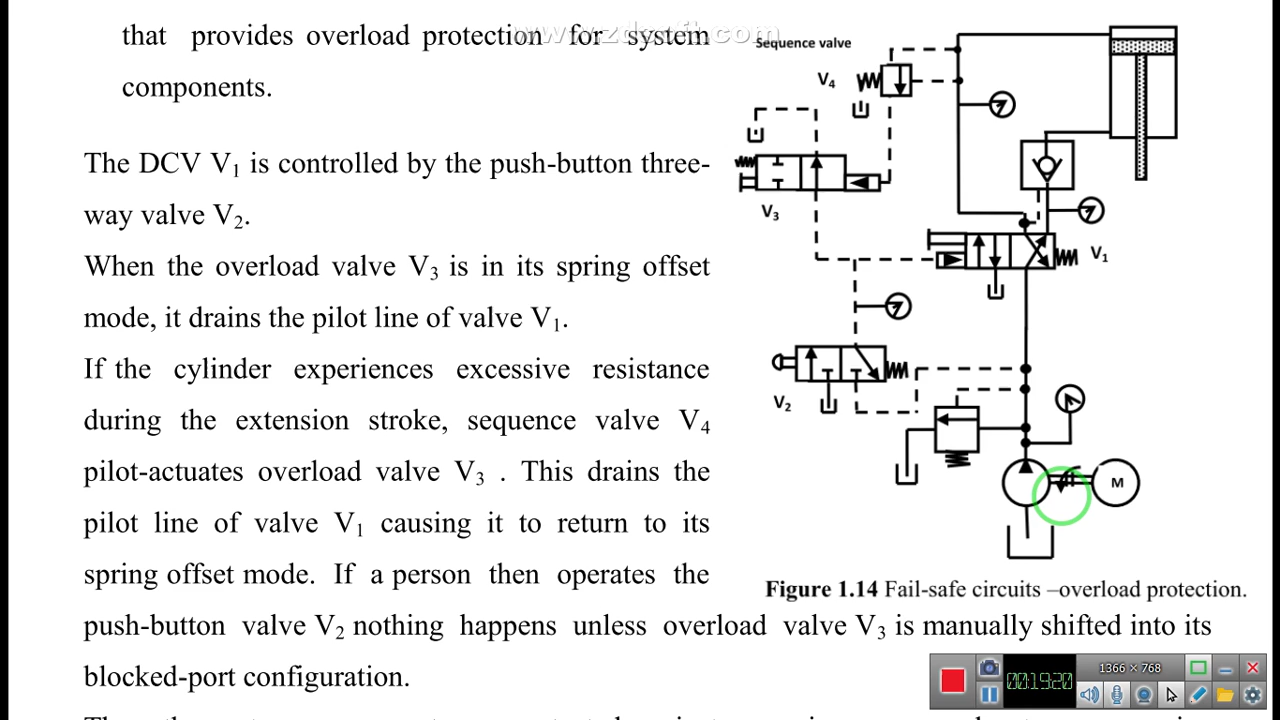 that provides overload protection for system
components.
The DCV V1 is controlled by the push-button three-
way valve V2.
When the overload valve V3 is in its spring offset
mode, it drains the pilot line of valve V1.
If the cylinder experiences excessive resistance
during the extension stroke, sequence valve V4
pilot-actuates overload valve V3 . This drains the
pilot line of valve V1 causing it to return to its
spring offset mode. If a person then operates the
push-button valve V2 nothing happens unless overload valve V3 is manually shifted into its
blocked-port configuration.
Sequence valve
V4
V3
V1
V2
M
Figure 1.14 Fail-safe circuits –overload protection.
1366 × 768
00:19:20